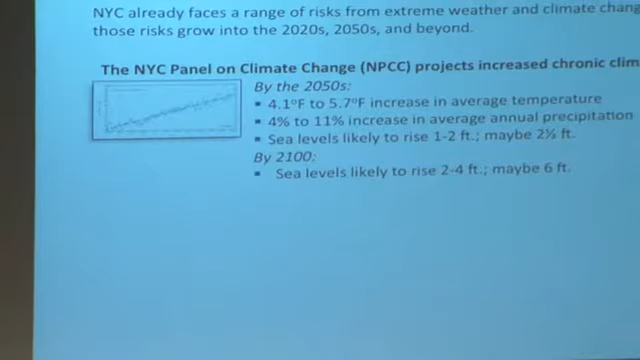 NYC already faces a range of risks from extreme weather and climate chang
those risks grow into the 2020s, 2050s, and beyond.
The NYC Panel on Climate Change (NPCC) projects increased chronic clim
By the 2050s:
▪ 4.1°F to 5.7°F increase in average temperature
▪ 4% to 11% increase in average annual precipitation
▪ Sea levels likely to rise 1-2 ft.; maybe 2½ ft.
By 2100:
▪ Sea levels likely to rise 2-4 ft.; maybe 6 ft.